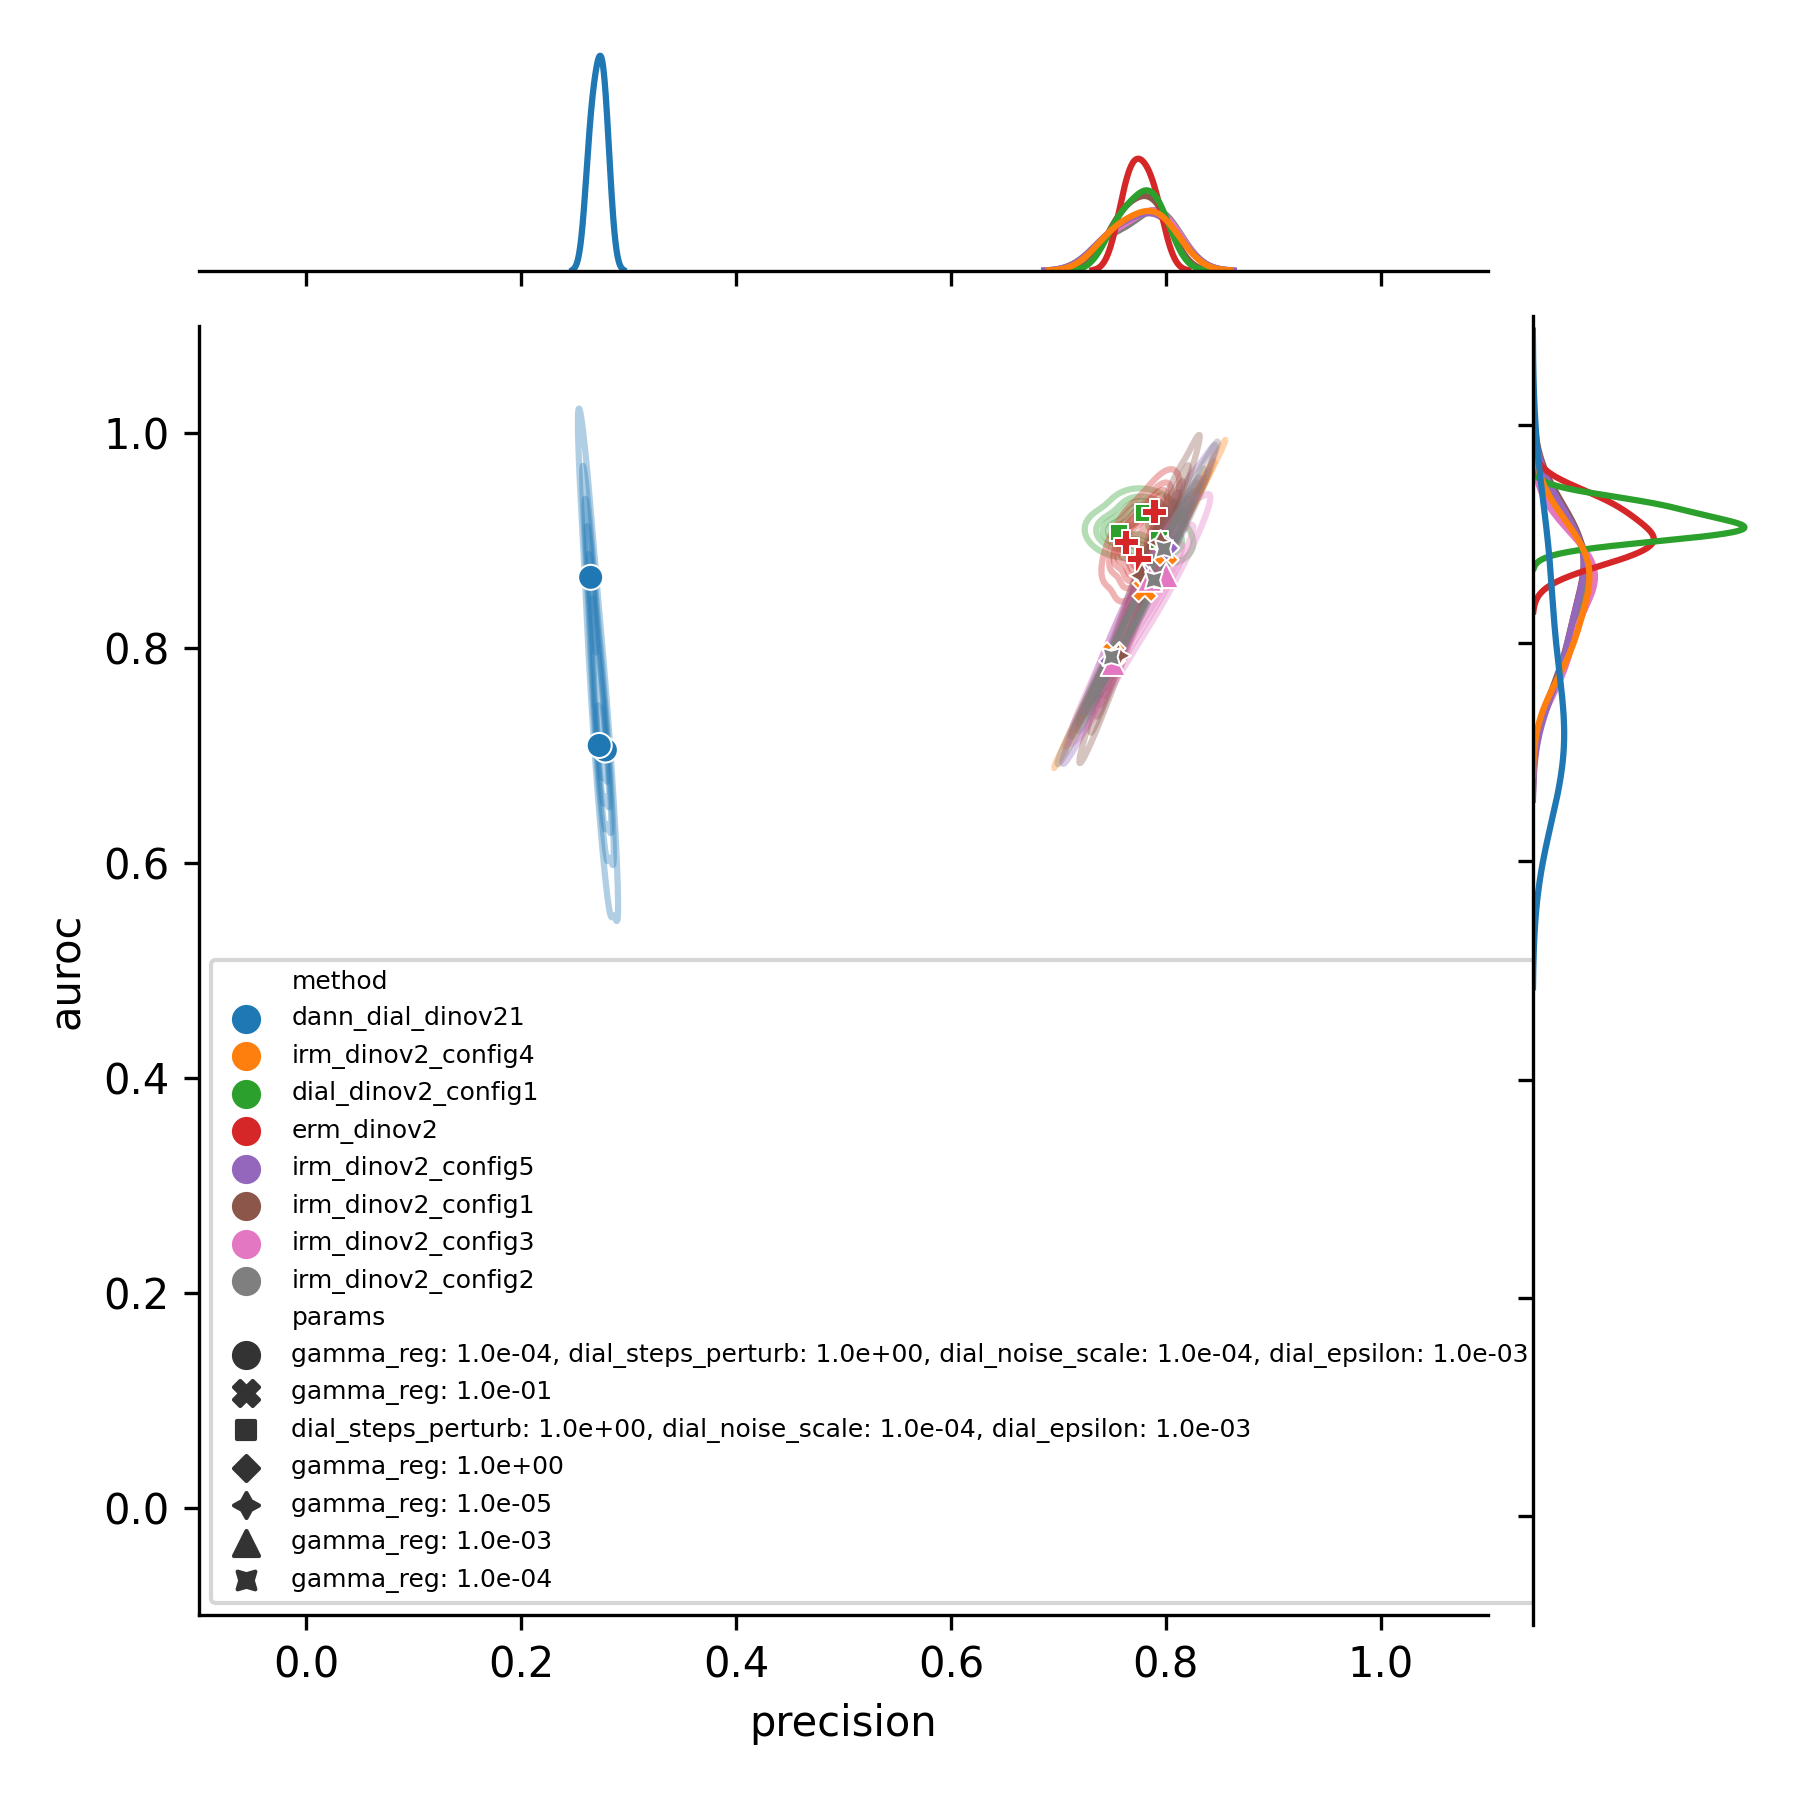 1.0
0.8
0.6
0.4
0.2
0.0
auroc
method
dann_dial_dinov21
irm_dinov2_config4
dial_dinov2_config1
erm_dinov2
irm_dinov2_config5
irm_dinov2_config1
irm_dinov2_config3
irm_dinov2_config2
params
gamma_reg: 1.0e-04, dial_steps_perturb: 1.0e+00, dial_noise_scale: 1.0e-04, dial_epsilon: 1.0e-03
gamma_reg: 1.0e-01
dial_steps_perturb: 1.0e+00, dial_noise_scale: 1.0e-04, dial_epsilon: 1.0e-03
gamma_reg: 1.0e+00
gamma_reg: 1.0e-05
gamma_reg: 1.0e-03
gamma_reg: 1.0e-04
0.0 0.2 0.4 0.6 0.8 1.0
precision